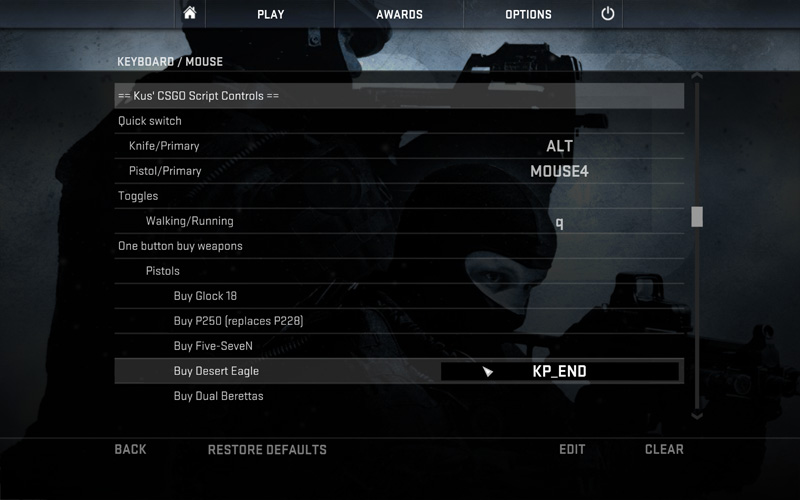 PLAY AWARDS OPTIONS
KEYBOARD / MOUSE
== Kus' CSGO Script Controls ==
Quick switch
Knife/Primary ALT
Pistol/Primary MOUSE4
Toggles
Walking/Running q
One button buy weapons
Pistols
Buy Glock 18
Buy P250 (replaces P228)
Buy Five-SeveN
Buy Desert Eagle KP_END
Buy Dual Berettas
BACK RESTORE DEFAULTS EDIT CLEAR